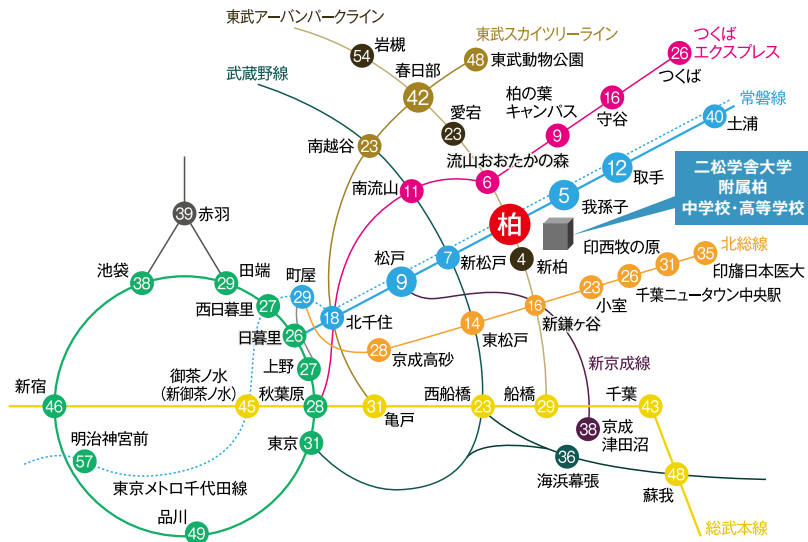 東武アーバンパークライン
東武スカイツリーライン
つくば
エクスプレス
54
岩槻
48
東武動物公園
26
つくば
武蔵野線
春日部
42
常磐線
柏の葉
キャンバス
16
守谷
愛宕
23
9
40
土浦
南越谷
23
流山おおたかの森
12
取手
二松学舎大学
附属柏
中学校・高等学校
南流山
11
6
5
我孫子
39
赤羽
柏
松戸
7
新松戸
4
新柏
印西牧の原
北総線
35
池袋
38
29
田端
町屋
29
9
31
印旛日本医大
26
千葉ニュータウン中央駅
23
小室
西日暮里
27
16
新鎌ヶ谷
18
北千住
日暮里
26
14
東松戸
28
京成高砂
上野
27
新京成線
御茶ノ水
(新御茶ノ水)
新宿
46
45
秋葉原
28
31
亀戸
西船橋
23
船橋
29
千葉
43
38
京成
津田沼
明治神宮前
57
東京
31
36
海浜幕張
48
蘇我
東京メトロ千代田線
品川
49
総武本線